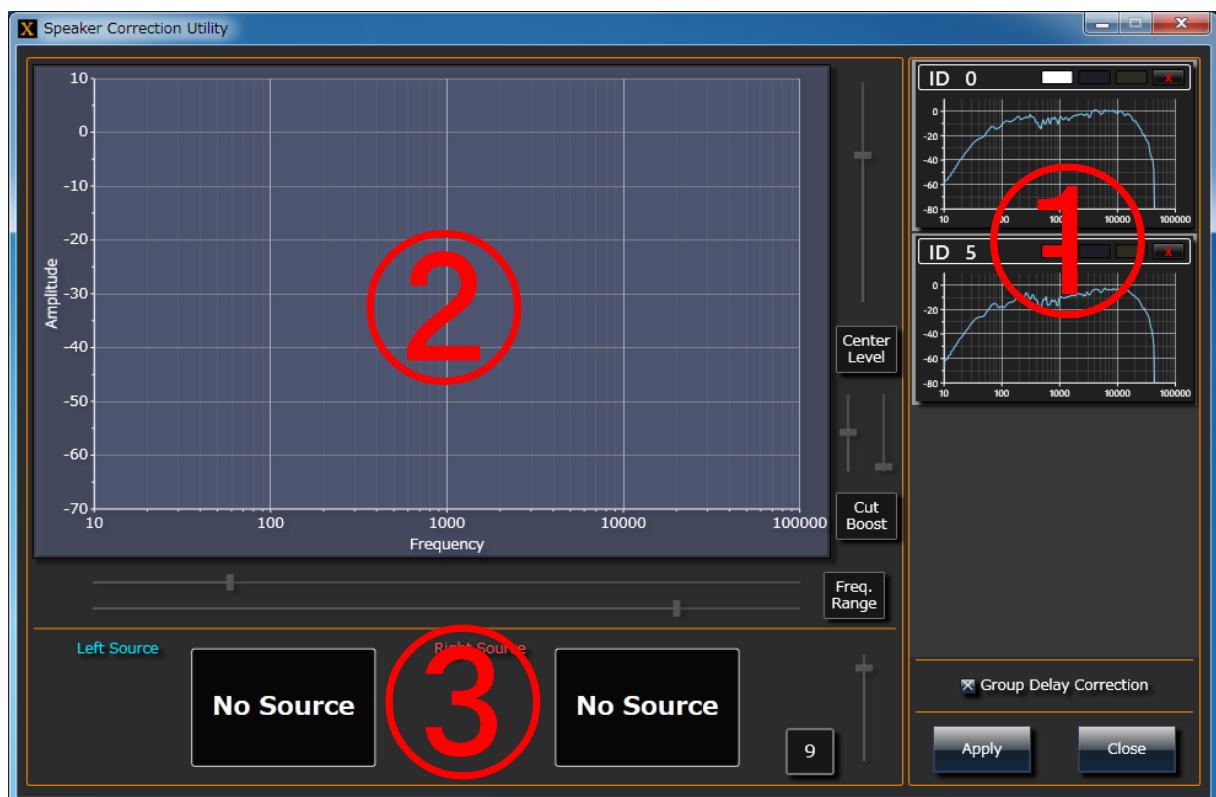 X Speaker Correction Utility
X
10
0
-10
-20
-30
-40
-50
-60
-70
Amplitude
10 100 1000 10000 100000
Frequency
②
Center
Level
Cut
Boost
Freq.
Range
Left Source
Right Source
No Source
③
No Source
9
ID 0
X
0
-20
-40
-60
-80
10 100 1000 10000 100000
①
ID 5
X
0
-20
-40
-60
-80
10 100 1000 10000 100000
Group Delay Correction
Apply
Close